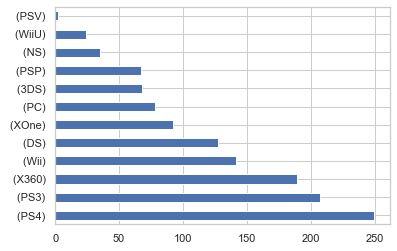 (PSV)
(WiiU)
(NS)
(PSP)
(3DS)
(PC)
(XOne)
(DS)
(Wii)
(X360)
(PS3)
(PS4)
0 50 100 150 200 250